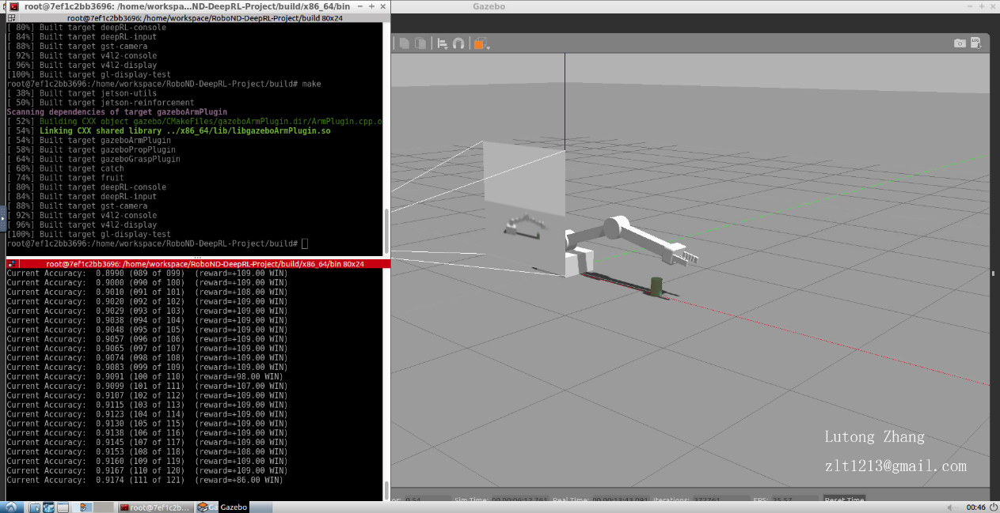 root@7ef1c2bb3696: /home/workspa...ND-DeepRL-Project/build/x86_64/bin
Gazebo
root@7ef1c2bb3696: /home/workspace/RoboND-DeepRL-Project/build 80x24
[ 80%] Built target deepRL-console
[ 84%] Built target deepRL-input
[ 88%] Built target gst-camera
[ 92%] Built target v4l2-console
[ 96%] Built target v4l2-display
[100%] Built target gl-display-test
root@7ef1c2bb3696:/home/workspace/RoboND-DeepRL-Project/build# make
[ 38%] Built target jetson-utils
[ 50%] Built target jetson-reinforcement
Scanning dependencies of target gazeboArmPlugin
[ 52%] Building CXX object gazebo/CMakeFiles/gazeboArmPlugin.dir/ArmPlugin.cpp.o
[ 54%] Linking CXX shared library ../x86_64/lib/libgazeboArmPlugin.so
[ 54%] Built target gazeboArmPlugin
[ 58%] Built target gazeboPropPlugin
[ 64%] Built target gazeboGraspPlugin
[ 68%] Built target catch
[ 74%] Built target fruit
[ 80%] Built target deepRL-console
[ 84%] Built target deepRL-input
[ 88%] Built target gst-camera
[ 92%] Built target v4l2-console
[ 96%] Built target v4l2-display
[100%] Built target gl-display-test
root@7ef1c2bb3696:/home/workspace/RoboND-DeepRL-Project/build#
root@7ef1c2bb3696: /home/workspace/RoboND-DeepRL-Project/build/x86_64/bin 80x24
Current Accuracy:  0.8990 (089 of 099)  (reward=+109.00 WIN)
Current Accuracy:  0.9000 (090 of 100)  (reward=+109.00 WIN)
Current Accuracy:  0.9010 (091 of 101)  (reward=+108.00 WIN)
Current Accuracy:  0.9020 (092 of 102)  (reward=+109.00 WIN)
Current Accuracy:  0.9029 (093 of 103)  (reward=+109.00 WIN)
Current Accuracy:  0.9038 (094 of 104)  (reward=+109.00 WIN)
Current Accuracy:  0.9048 (095 of 105)  (reward=+109.00 WIN)
Current Accuracy:  0.9057 (096 of 106)  (reward=+109.00 WIN)
Current Accuracy:  0.9065 (097 of 107)  (reward=+109.00 WIN)
Current Accuracy:  0.9074 (098 of 108)  (reward=+109.00 WIN)
Current Accuracy:  0.9083 (099 of 109)  (reward=+109.00 WIN)
Current Accuracy:  0.9091 (100 of 110)  (reward=+98.00 WIN)
Current Accuracy:  0.9099 (101 of 111)  (reward=+107.00 WIN)
Current Accuracy:  0.9107 (102 of 112)  (reward=+109.00 WIN)
Current Accuracy:  0.9115 (103 of 113)  (reward=+109.00 WIN)
Current Accuracy:  0.9123 (104 of 114)  (reward=+109.00 WIN)
Current Accuracy:  0.9130 (105 of 115)  (reward=+109.00 WIN)
Current Accuracy:  0.9138 (106 of 116)  (reward=+109.00 WIN)
Current Accuracy:  0.9145 (107 of 117)  (reward=+109.00 WIN)
Current Accuracy:  0.9153 (108 of 118)  (reward=+108.00 WIN)
Current Accuracy:  0.9160 (109 of 119)  (reward=+109.00 WIN)
Current Accuracy:  0.9167 (110 of 120)  (reward=+109.00 WIN)
Current Accuracy:  0.9174 (111 of 121)  (reward=+86.00 WIN)
Lutong Zhang
zlt1213@gmail.com
Sim Time: Real Time: Iterations: FPS: Reset Time
root@7ef1c2bb3696: /... Gazebo 00:46